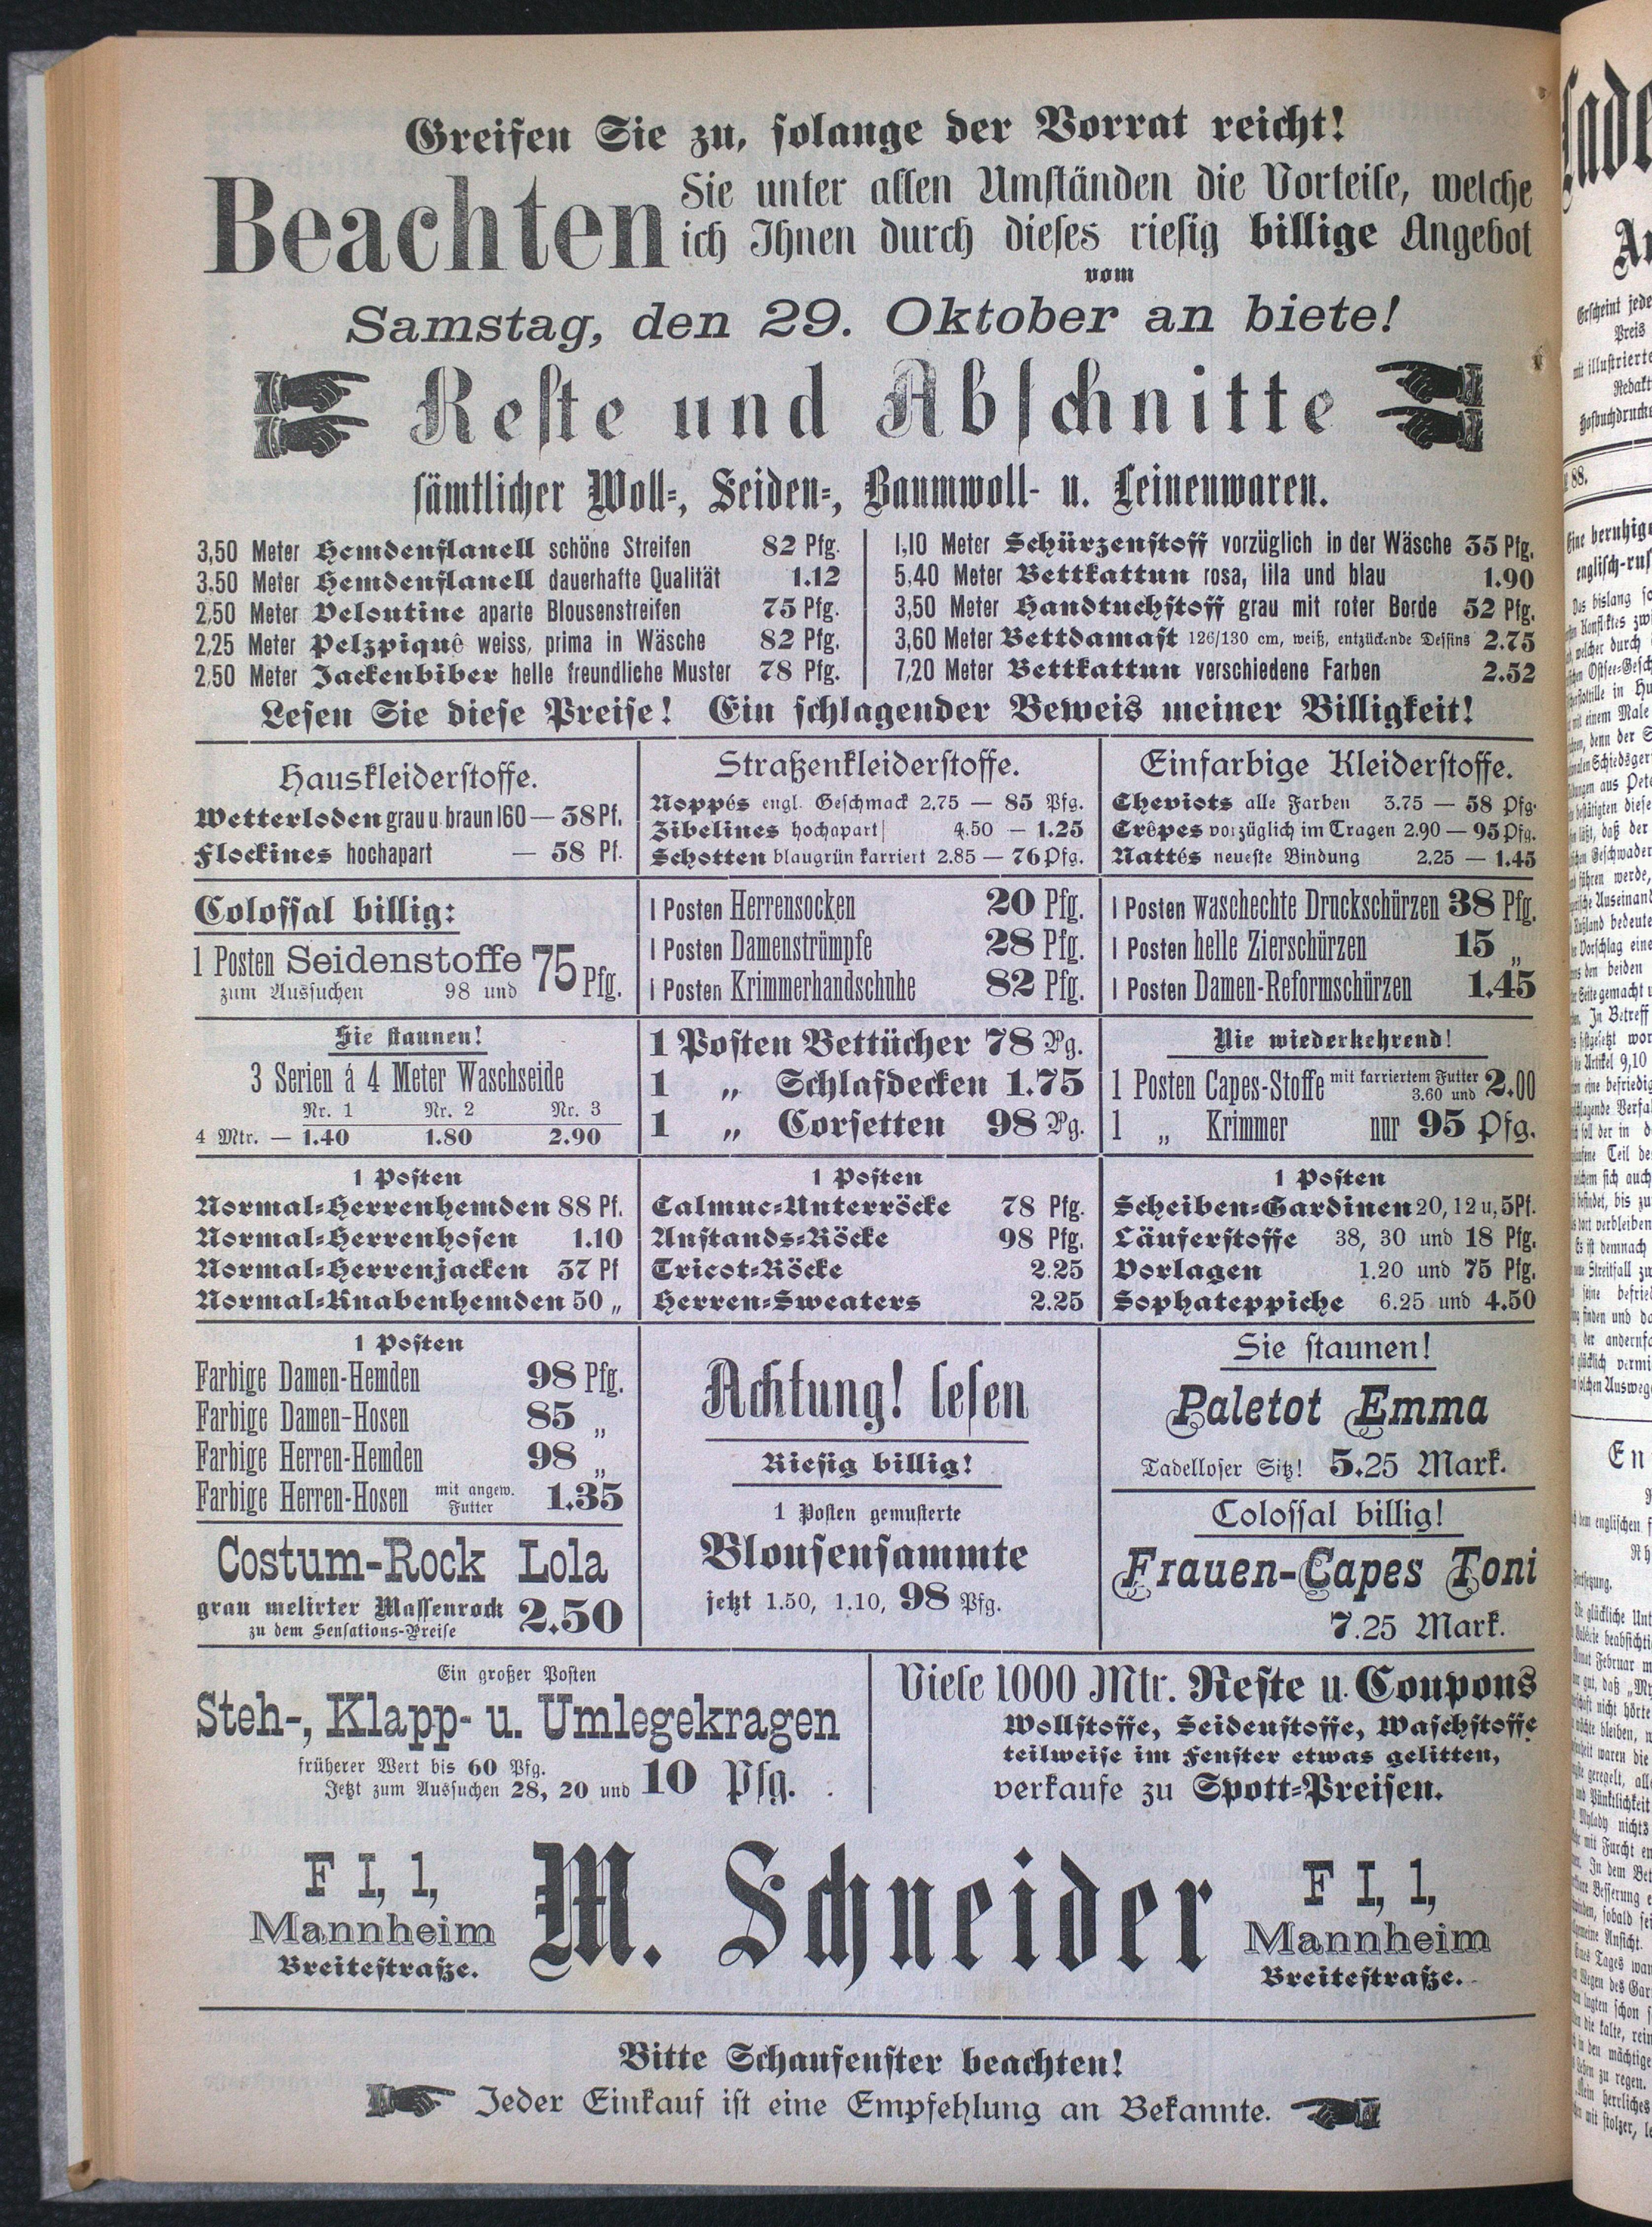 Greifen Sie zu, solange der Vorrat reicht!
Beachten Sie unter allen Umständen die Vorteile, welche
ich Ihnen durch dieses riesig billige Angebot
vom
Samstag, den 29. Oktober an biete!
Reste und Abschnitte
sämtlicher Woll-, Seiden-, Baumwoll- u. Leinenwaren.
3,50 Meter Hemdenflanell schöne Streifen 82 Pfg.
3,50 Meter Hemdenflanell dauerhafte Qualität 1.12
2,50 Meter Veloutine aparte Blousenstreifen 75 Pfg.
2,25 Meter Pelzpiquê weiss, prima in Wäsche 82 Pfg.
2,50 Meter Jackenbiber helle freundliche Muster 78 Pfg.
1,10 Meter Schürzenstoff vorzüglich in der Wäsche 35 Pfg.
5,40 Meter Bettkattun rosa, lila und blau 1.90
3,50 Meter Handtuchstoff grau mit roter Borde 52 Pfg.
3,60 Meter Bettdamast 126/130 cm, weiß, entzückende Dessins 2.75
7,20 Meter Bettkattun verschiedene Farben 2.52
Lesen Sie diese Preise! Ein schlagender Beweis meiner Billigkeit!
Hauskleiderstoffe.
Wetterloden grau u. braun 160 — 38 Pf.
Flockines hochapart — 58 Pf.
Straßenkleiderstoffe.
Noppés engl. Geschmack 2.75 — 85 Pfg.
Zibelines hochapart 4.50 — 1.25
Schotten blaugrün karriert 2.85 — 76 Pfg.
Einfarbige Kleiderstoffe.
Cheviots alle Farben 3.75 — 58 Pfg.
Crêpes vorzüglich im Tragen 2.90 — 95 Pfg.
Nattés neueste Bindung 2.25 — 1.45
Colossal billig:
1 Posten Seidenstoffe 75 Pfg.
zum Aussuchen 98 und
1 Posten Herrensocken 20 Pfg.
1 Posten Damenstrümpfe 28 Pfg.
1 Posten Krimmerhandschuhe 82 Pfg.
1 Posten waschechte Druckschürzen 38 Pfg.
1 Posten helle Zierschürzen 15 „
1 Posten Damen-Reformschürzen 1.45
Sie staunen!
3 Serien á 4 Meter Waschseide
Nr. 1 Nr. 2 Nr. 3
4 Mtr. — 1.40 1.80 2.90
1 Posten Bettücher 78 Pg.
1 „ Schlafdecken 1.75
1 „ Corsetten 98 Pg.
Nie wiederkehrend!
1 Posten Capes-Stoffe mit karriertem Futter 3.60 und 2.00
1 „ Krimmer nur 95 Pfg.
1 Posten
Normal-Herrenhemden 88 Pf.
Normal-Herrenhosen 1.10
Normal-Herrenjacken 57 Pf
Normal-Knabenhemden 50 „
1 Posten
Calmuc-Unterröcke 78 Pfg.
Anstands-Röcke 98 Pfg.
Tricot-Röcke 2.25
Herren-Sweaters 2.25
1 Posten
Scheiben-Gardinen 20, 12 u, 5Pf.
Läuferstoffe 38, 30 und 18 Pfg.
Vorlagen 1.20 und 75 Pfg.
Sophateppiche 6.25 und 4.50
1 Posten
Farbige Damen-Hemden 98 Pfg.
Farbige Damen-Hosen 85 „
Farbige Herren-Hemden 98 „
Farbige Herren-Hosen mit angew. Futter 1.35
Costum-Rock Lola
grau melirter Massenrock 2.50
zu dem Sensations-Preise
Achtung! lesen
Riesig billig!
1 Posten gemusterte
Blousensammte
jetzt 1.50, 1.10, 98 Pfg.
Sie staunen!
Paletot Emma
Tadelloser Sitz! 5.25 Mark.
Colossal billig!
Frauen-Capes Toni
7.25 Mark.
Ein großer Posten
Steh-, Klapp- u. Umlegekragen
früherer Wert bis 60 Pfg.
Jetzt zum Aussuchen 28, 20 und 10 Pfg.
Viele 1000 Mtr. Reste u. Coupons
Wollstoffe, Seidenstoffe, Waschstoffe
teilweise im Fenster etwas gelitten,
verkaufe zu Spott-Preisen.
F I, 1,
Mannheim
Breitestraße.
M. Schneider
F I, 1,
Mannheim
Breitestraße.
Bitte Schaufenster beachten!
Jeder Einkauf ist eine Empfehlung an Bekannte.